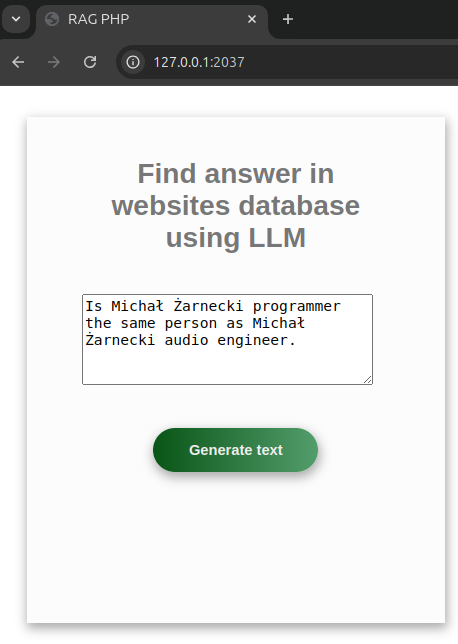 RAG PHP
127.0.0.1:2037
Find answer in
websites database
using LLM
Is Michał Żarnecki programmer
the same person as Michał
Żarnecki audio engineer.
Generate text